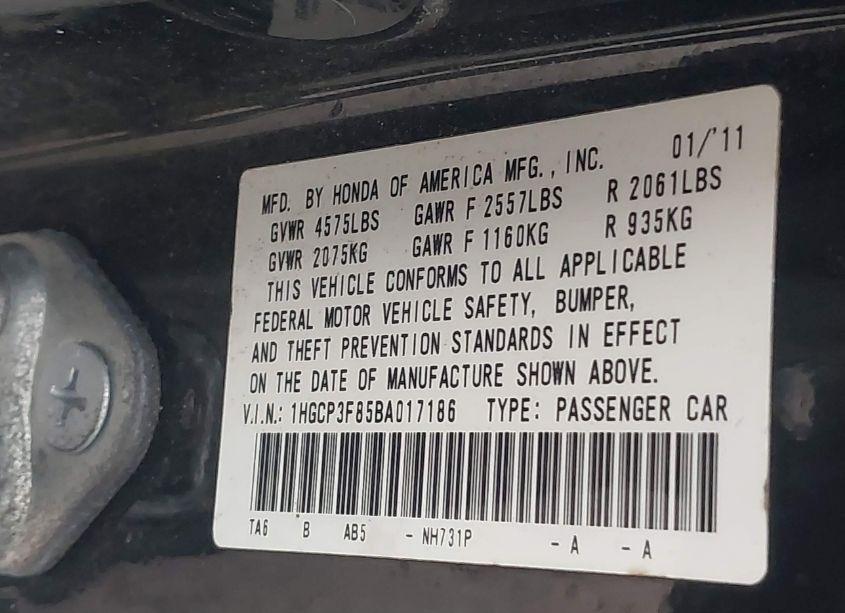 MFD. BY HONDA OF AMERICA MFG., INC. 01/'11
GVWR 4575LBS GAWR F 2557LBS R 2061LBS
GVWR 2075KG GAWR F 1160KG R 935KG
THIS VEHICLE CONFORMS TO ALL APPLICABLE
FEDERAL MOTOR VEHICLE SAFETY, BUMPER,
AND THEFT PREVENTION STANDARDS IN EFFECT
ON THE DATE OF MANUFACTURE SHOWN ABOVE.
V.I.N.: 1HGCP3F85BA017186 TYPE: PASSENGER CAR
TA6 B AB5 - NH731P - A - A